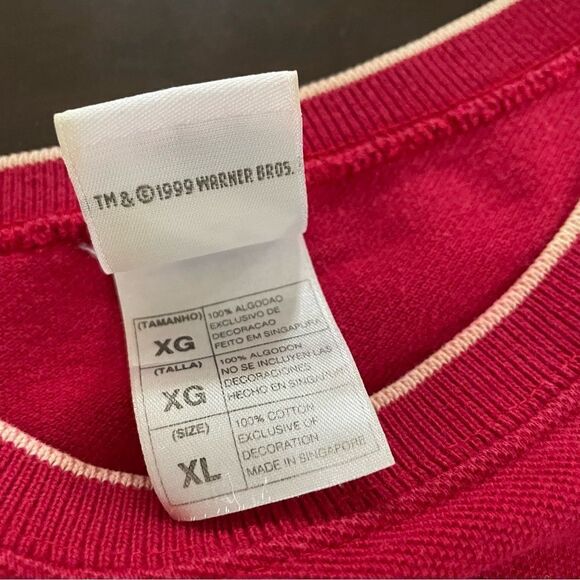 TM & ©1999 WARNER BROS.
(TAMANHO)
XG
100% ALGODAO
EXCLUSIVO DE
DECORACAO
FEITO EM SINGAPURA
(TALLA)
XG
100% ALGODON
NO SE INCLUYEN LAS
DECORACIONES
HECHO EN
(SIZE)
XL
100% COTTON
EXCLUSIVE OF
DECORATION
MADE IN SINGAPORE